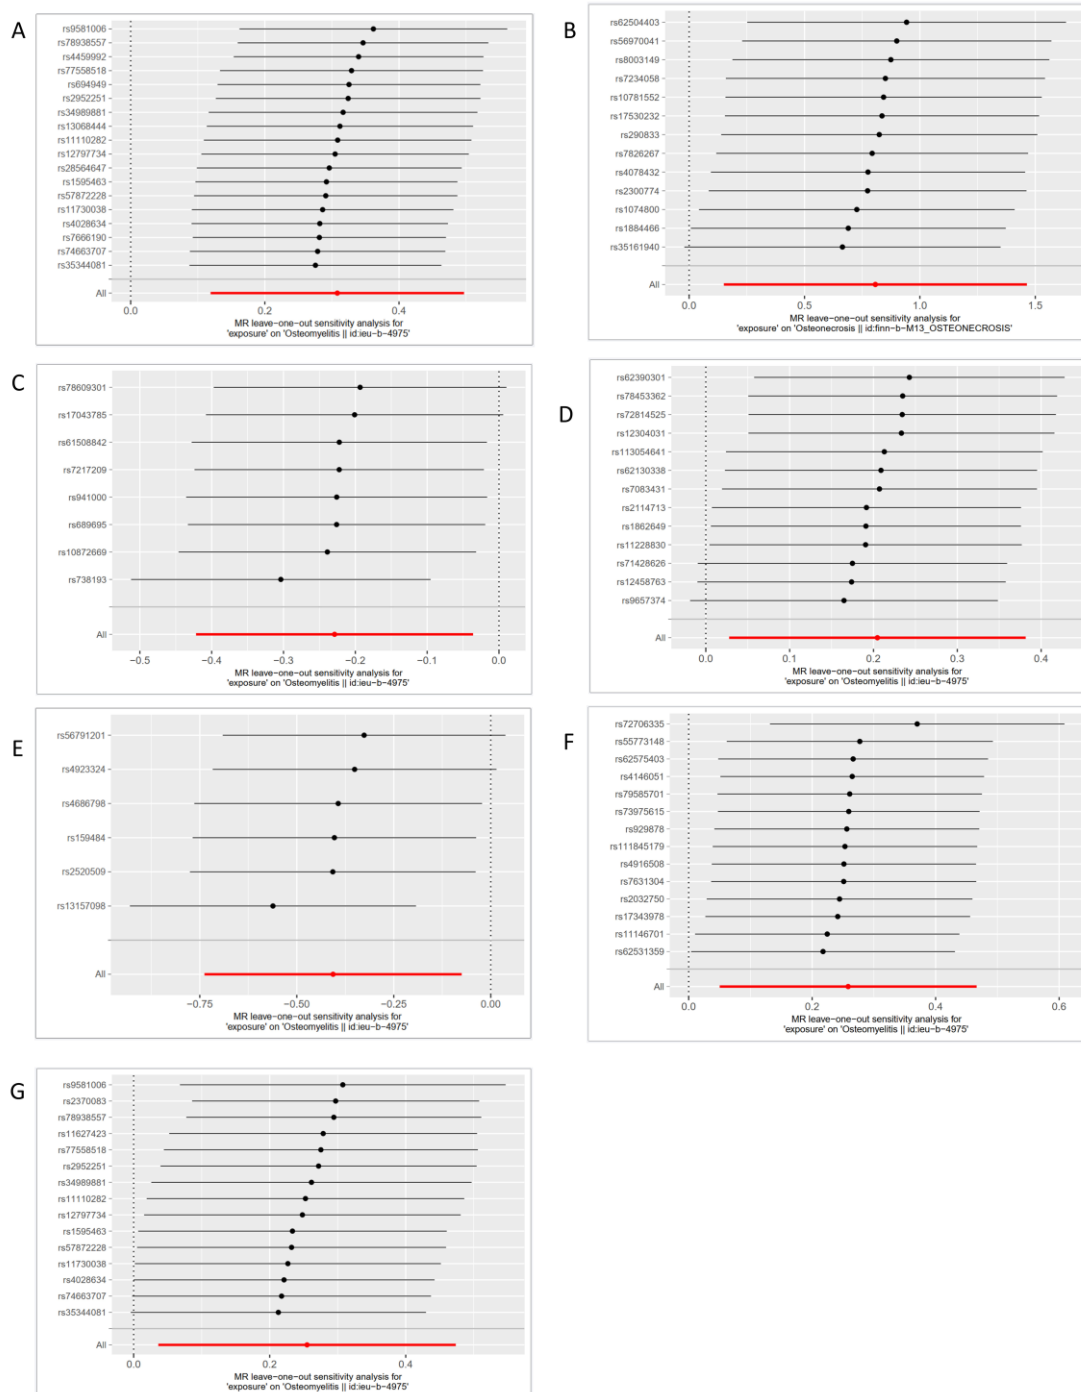 A
rs9581006
rs78938557
rs4459992
rs77558518
rs694949
rs2952251
rs34989881
rs13068444
rs11110282
rs12797734
rs28564647
rs1595463
rs57872228
rs11730038
rs4028634
rs7666190
rs74663707
rs35344081
All
0.0 0.2 0.4
MR leave−one−out sensitivity analysis for
'exposure' on 'Osteomyelitis || id:ieu-b-4975'
B
rs62504403
rs56970041
rs8003149
rs7234058
rs10781552
rs17530232
rs290833
rs7826267
rs4078432
rs2300774
rs1074800
rs1884466
rs35161940
All
0.0 0.5 1.0 1.5
MR leave−one−out sensitivity analysis for
'exposure' on 'Osteonecrosis || id:finn-b-M13_OSTEONECROSIS'
C
rs78609301
rs17043785
rs61508842
rs7217209
rs941000
rs689695
rs10872669
rs738193
All
−0.5 −0.4 −0.3 −0.2 −0.1 0.0
MR leave−one−out sensitivity analysis for
'exposure' on 'Osteomyelitis || id:ieu-b-4975'
D
rs62390301
rs78453362
rs72814525
rs12304031
rs113054641
rs62130338
rs7083431
rs2114713
rs1862649
rs11228830
rs71428626
rs12458763
rs9657374
All
0.0 0.1 0.2 0.3 0.4
MR leave−one−out sensitivity analysis for
'exposure' on 'Osteomyelitis || id:ieu-b-4975'
E
rs56791201
rs4923324
rs4686798
rs159484
rs2520509
rs13157098
All
−0.75 −0.50 −0.25 0.00
MR leave−one−out sensitivity analysis for
'exposure' on 'Osteomyelitis || id:ieu-b-4975'
F
rs72706335
rs55773148
rs62575403
rs4146051
rs79585701
rs73975615
rs929878
rs111845179
rs4916508
rs7631304
rs2032750
rs17343978
rs11146701
rs62531359
All
0.0 0.2 0.4 0.6
MR leave−one−out sensitivity analysis for
'exposure' on 'Osteomyelitis || id:ieu-b-4975'
G
rs9581006
rs2370083
rs78938557
rs11627423
rs77558518
rs2952251
rs34989881
rs11110282
rs12797734
rs1595463
rs57872228
rs11730038
rs4028634
rs74663707
rs35344081
All
0.0 0.2 0.4
MR leave−one−out sensitivity analysis for
'exposure' on 'Osteomyelitis || id:ieu-b-4975'